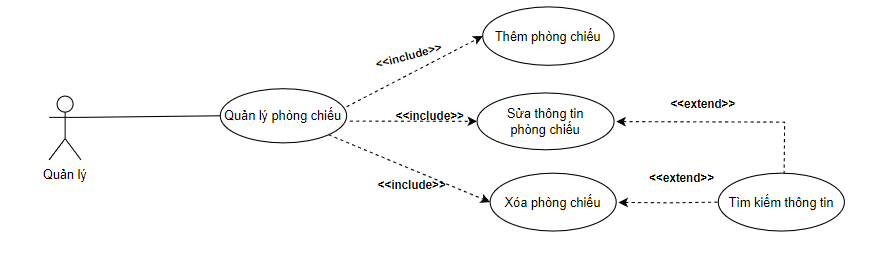 Thêm phòng chiếu
<<include>>
<<extend>>
Quản lý phòng chiếu
<<include>>
Sửa thông tin
phòng chiếu
Quản lý
<<include>>
<<extend>>
Xóa phòng chiếu
Tìm kiếm thông tin